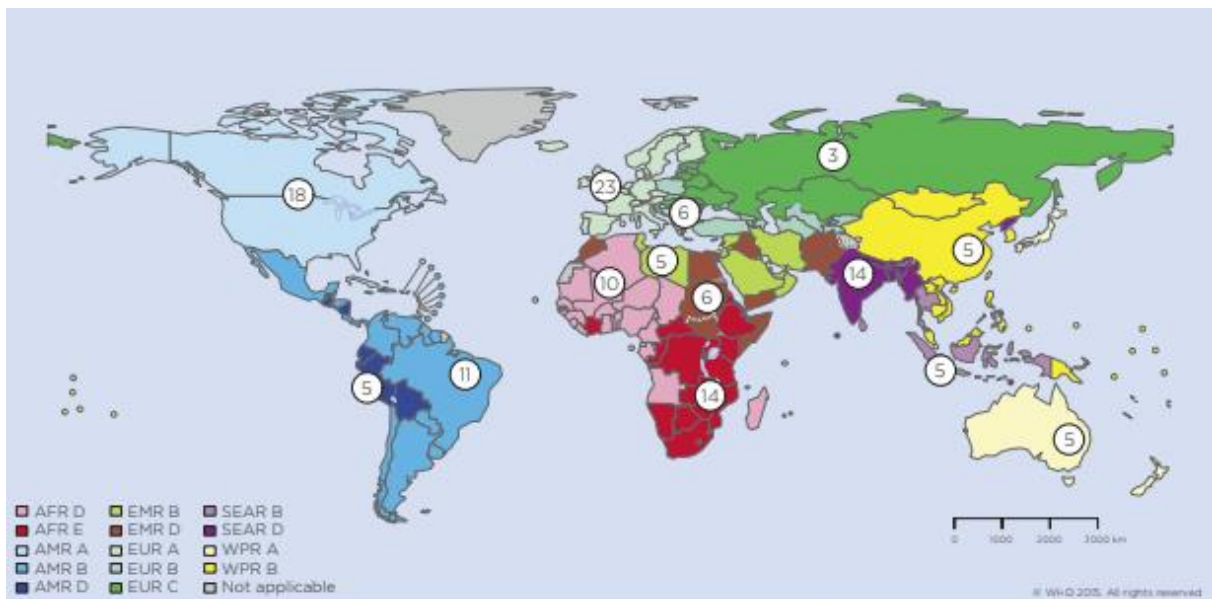 18
23
3
6
5
5
10
14
6
11
5
5
14
5
AFR D
AFR E
AMR A
AMR B
AMR D
EMR B
EMR D
EUR A
EUR B
EUR C
SEAR B
SEAR D
WPR A
WPR B
Not applicable
0 1000 2000 3000 km
© WHO 2015. All rights reserved